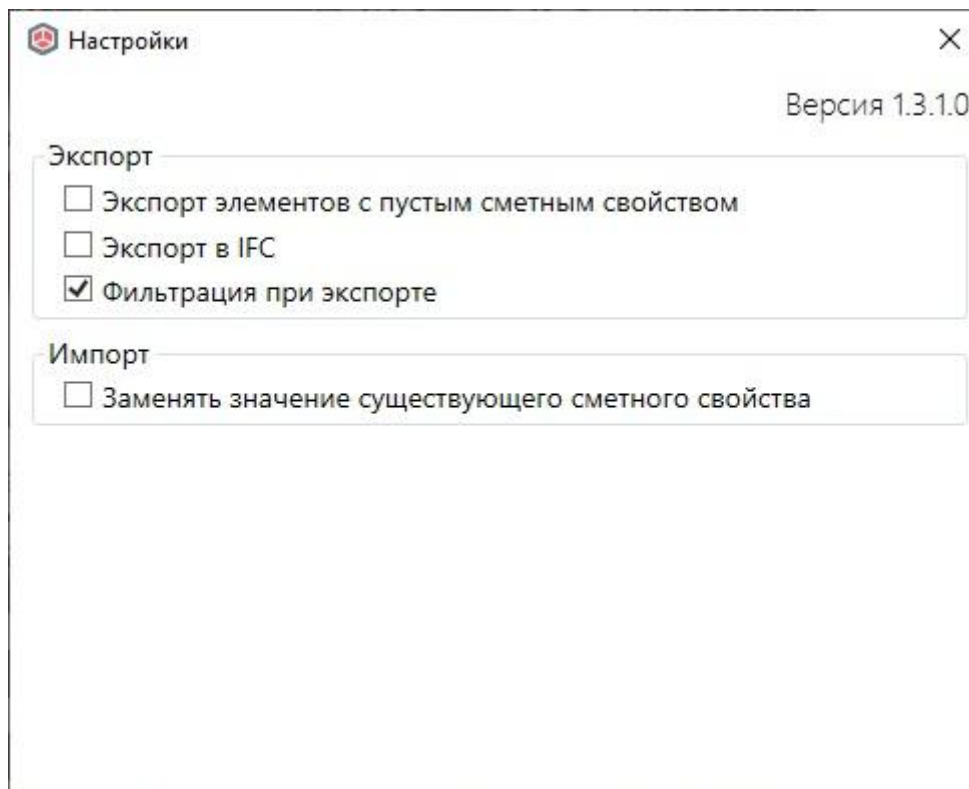 Настройки
Версия 1.3.1.0
Экспорт
Экспорт элементов с пустым сметным свойством
Экспорт в IFC
Фильтрация при экспорте
Импорт
Заменять значение существующего сметного свойства